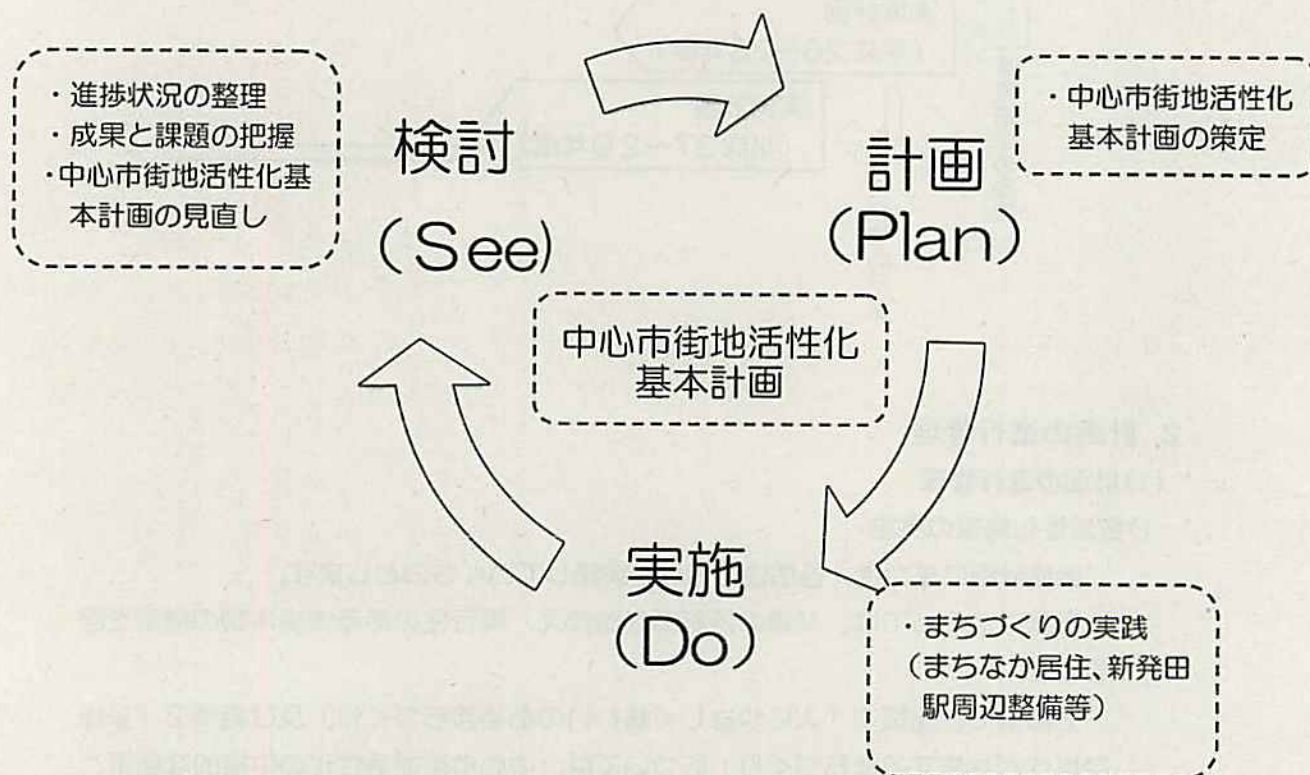 ・進捗状況の整理
・成果と課題の把握
・中心市街地活性化基
本計画の見直し
検討
(See)
計画
(Plan)
・中心市街地活性化
基本計画の策定
中心市街地活性化
基本計画
実施
(Do)
・まちづくりの実践
(まちなか居住、新発田
駅周辺整備等)